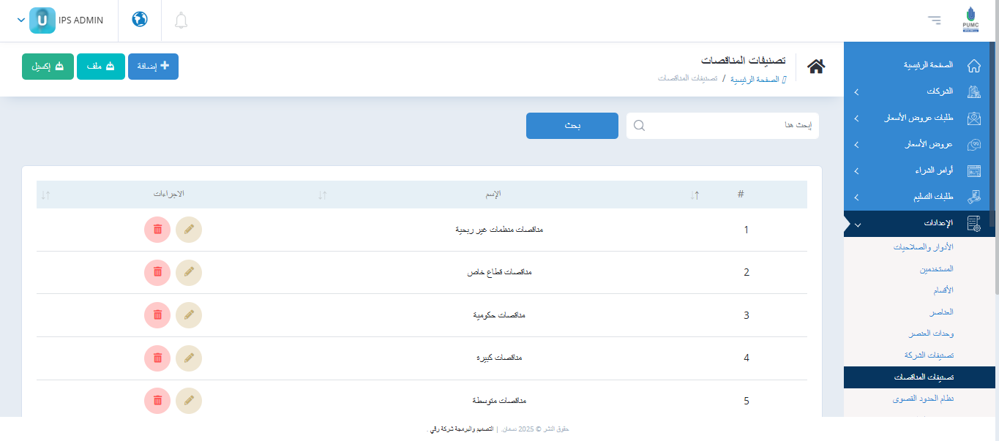 PUMC
IPS ADMIN
تصنيفات المناقصات
الصفحة الرئيسية / تصنيفات المناقصات
إضافة
ملف
إكسيل
الصفحة الرئيسية
الشركات
طلبات عروض الأسعار
عروض الأسعار
أوامر الشراء
طلبات التسليم
الإعدادات
الأدوار والصلاحيات
المستخدمين
الأقسام
العناصر
وحدات العنصر
تصنيفات الشركة
تصنيفات المناقصات
نظام الحدود القصوى
إبحث هنا
بحث
# الإسم الاجراءات
1 مناقصات منظمات غير ربحية
2 مناقصات قطاع خاص
3 مناقصات حكومية
4 مناقصات كبيرة
5 مناقصات متوسطة
حقوق النشر © 2025 نسمان. | التصميم والبرمجة شركة رقي .